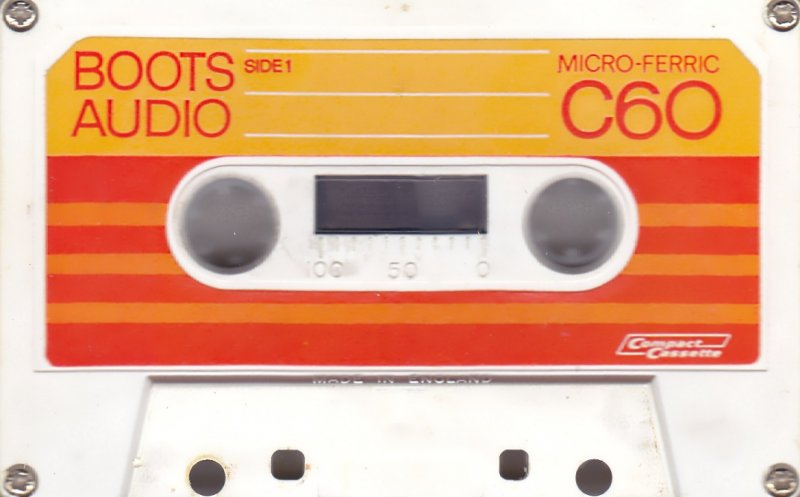 BOOTS
AUDIO
SIDE 1
MICRO-FERRIC
C60
100 50 0
Compact
Cassette
MADE IN ENGLAND